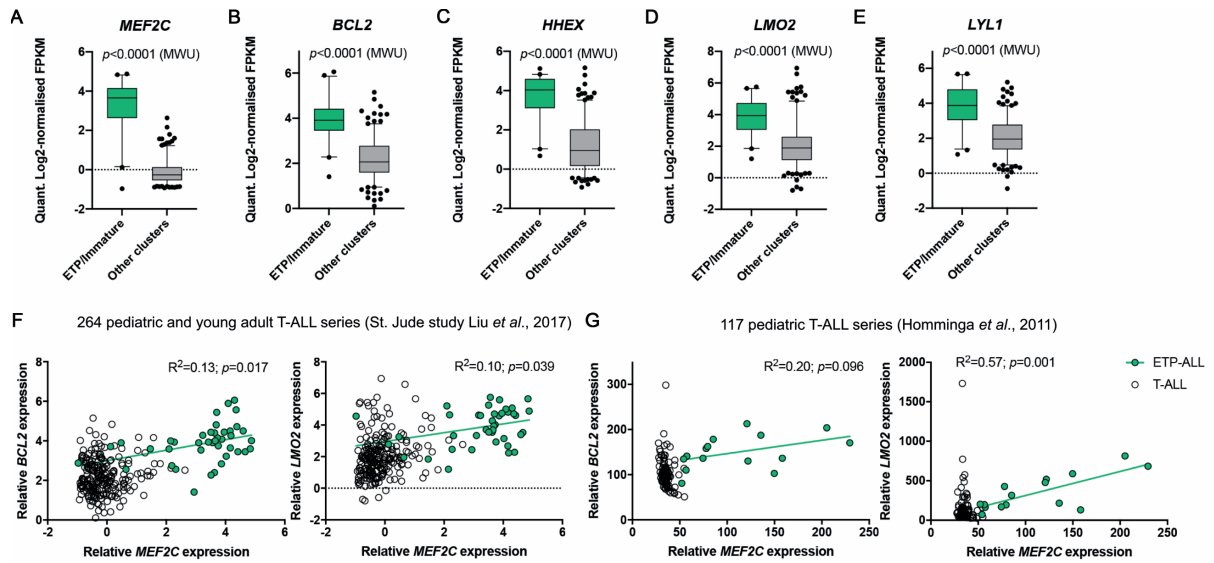 A
MEF2C
p<0.0001 (MWU)
Quant. Log2-normalised FPKM
6
4
2
0
-2
ETP/Immature
Other clusters
B
BCL2
p<0.0001 (MWU)
Quant. Log2-normalised FPKM
6
4
2
0
ETP/Immature
Other clusters
C
HHEX
p<0.0001 (MWU)
Quant. Log2-normalised FPKM
6
4
2
0
-2
ETP/Immature
Other clusters
D
LMO2
p<0.0001 (MWU)
Quant. Log2-normalised FPKM
8
6
4
2
0
-2
ETP/Immature
Other clusters
E
LYL1
p<0.0001 (MWU)
Quant. Log2-normalised FPKM
6
4
2
0
-2
ETP/Immature
Other clusters
F
264 pediatric and young adult T-ALL series (St. Jude study Liu et al., 2017)
R²=0.13; p=0.017
Relative BCL2 expression
8
6
4
2
0
-2 0 2 4 6
Relative MEF2C expression
R²=0.10; p=0.039
Relative LMO2 expression
8
6
4
2
0
-2
-2 0 2 4 6
Relative MEF2C expression
G
117 pediatric T-ALL series (Homminga et al., 2011)
R²=0.20; p=0.096
Relative BCL2 expression
300
200
100
0
0 50 100 150 200 250
Relative MEF2C expression
R²=0.57; p=0.001
Relative LMO2 expression
2000
1500
1000
500
0
0 50 100 150 200 250
Relative MEF2C expression
ETP-ALL
T-ALL